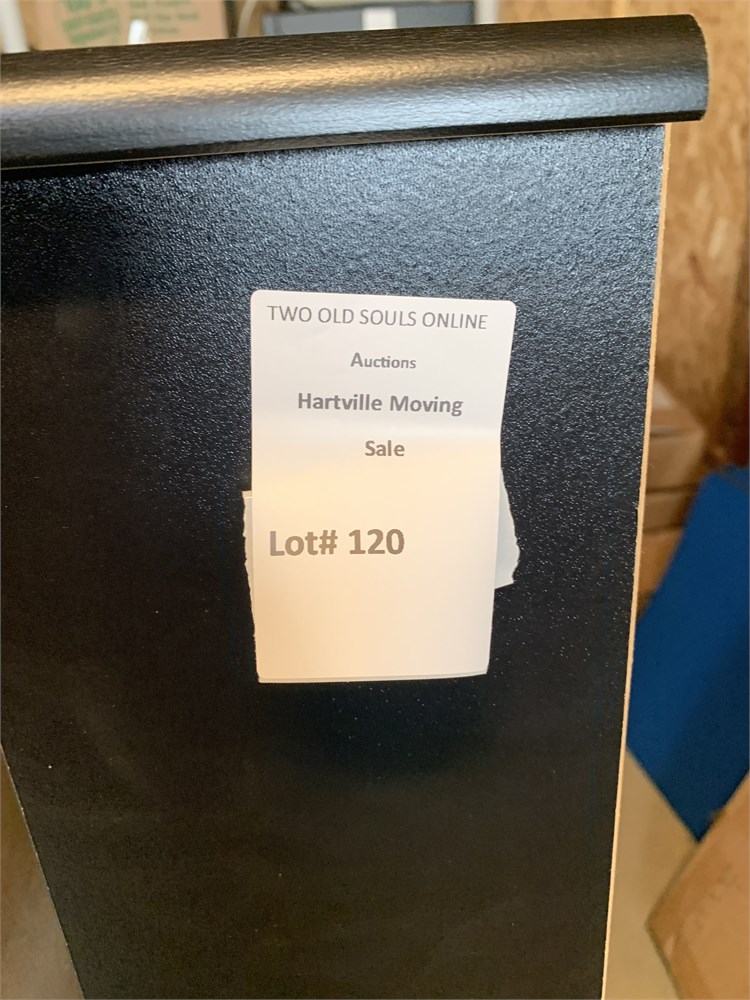 TWO OLD SOULS ONLINE
Auctions
Hartville Moving
Sale
Lot# 120